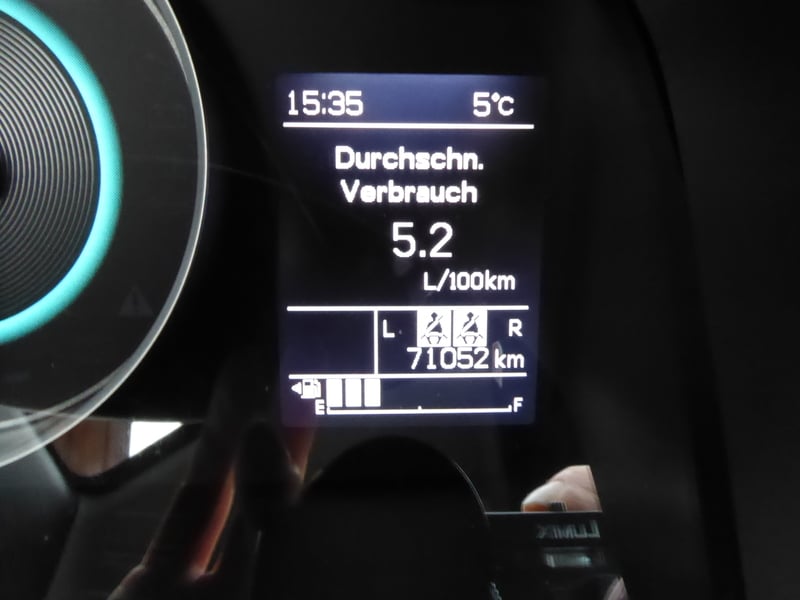 15:35 5°C
Durchschn.
Verbrauch
5.2
L/100km
L R
71052 km
E F
LUMIX